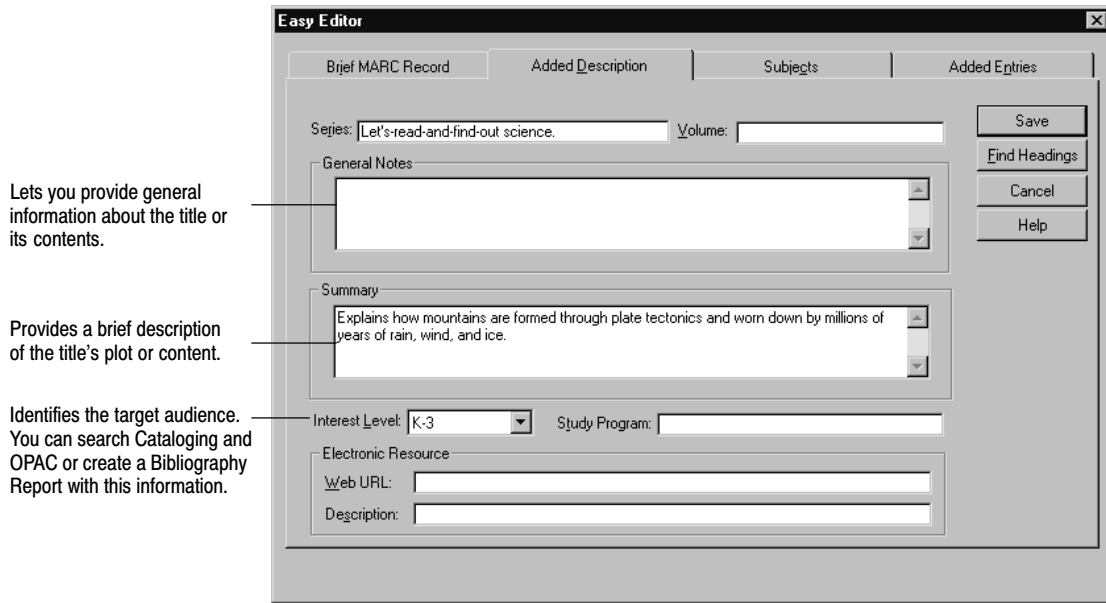 Easy Editor
Brief MARC Record
Added Description
Subjects
Added Entries
Series: Let's-read-and-find-out science.
Volume:
Save
Find Headings
Cancel
Help
General Notes
Lets you provide general
information about the title or
its contents.
Summary
Explains how mountains are formed through plate tectonics and worn down by millions of
years of rain, wind, and ice.
Provides a brief description
of the title's plot or content.
Identifies the target audience.
You can search Cataloging and
OPAC or create a Bibliography
Report with this information.
Interest Level: K-3
Study Program:
Electronic Resource
Web URL:
Description: